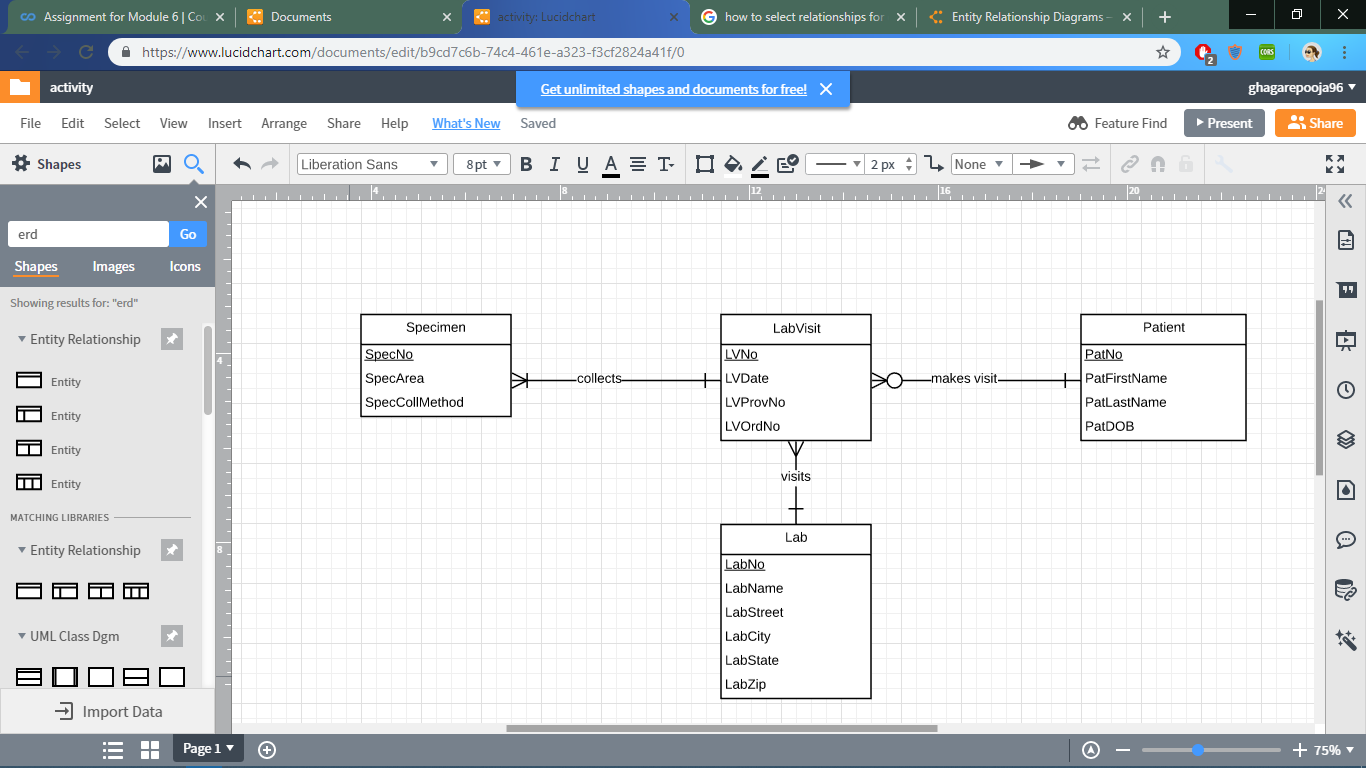 Assignment for Module 6 | Cou
Documents
activity: Lucidchart
how to select relationships for
Entity Relationship Diagrams –
https://www.lucidchart.com/documents/edit/b9cd7c6b-74c4-461e-a323-f3cf2824a41f/0
2
CORS
activity
Get unlimited shapes and documents for free!
ghagarepooja96
File Edit Select View Insert Arrange Share Help What's New Saved
Feature Find
Present
Share
Shapes
Liberation Sans
8 pt
B I U A T
2 px
None
4 8 12 16 20 24
erd
Go
Shapes Images Icons
Showing results for: "erd"
Entity Relationship
Entity
Entity
Entity
Entity
MATCHING LIBRARIES
Entity Relationship
UML Class Dgm
Import Data
4
8
Specimen
SpecNo
SpecArea
SpecCollMethod
collects
LabVisit
LVNo
LVDate
LVProvNo
LVOrdNo
makes visit
Patient
PatNo
PatFirstName
PatLastName
PatDOB
visits
Lab
LabNo
LabName
LabStreet
LabCity
LabState
LabZip
Page 1
75%